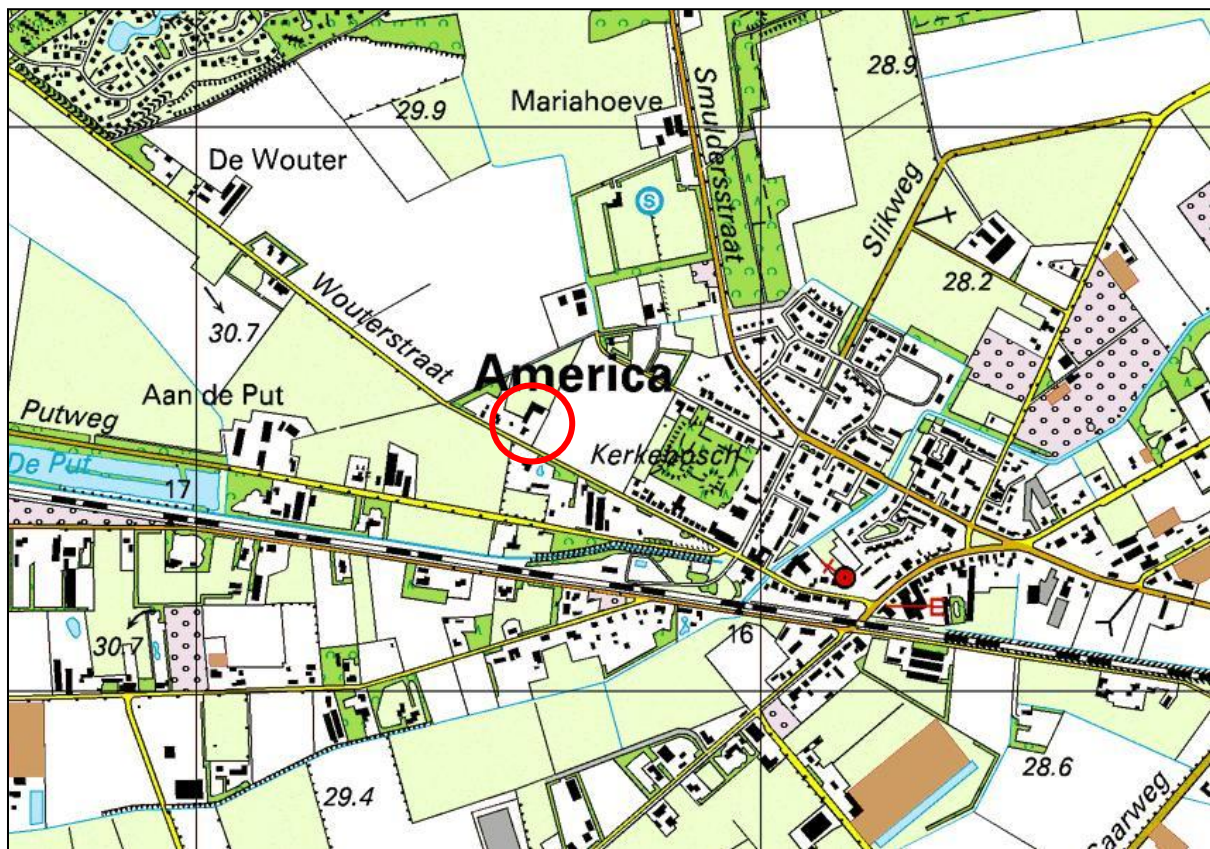 28.9
29.9
Mariahoeve
Smuldersstraat
De Wouter
S
Slikweg
28.2
30.7
Wouterstraat
America
Aan de Put
Putweg
Kerkebosch
De Put
17
30.7
16
B
28.6
29.4
Saarweg